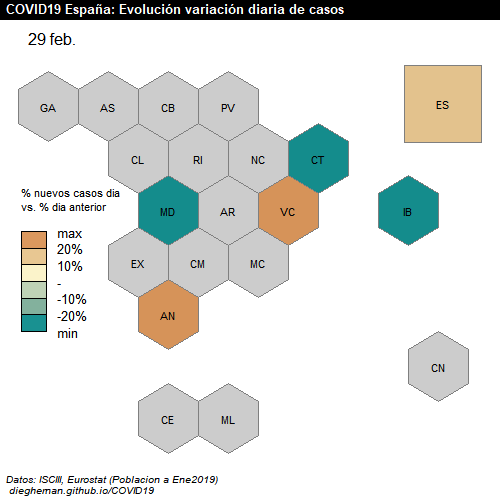 COVID19 España: Evolución variación diaria de casos
29 feb.
GA AS CB PV ES
CL RI NC CT
% nuevos casos dia
vs. % dia anterior
MD AR VC IB
max
20%
10%
-
-10%
-20%
min
EX CM MC
AN
CN
CE ML
Datos: ISCIII, Eurostat (Poblacion a Ene2019)
diegheman.github.io/COVID19